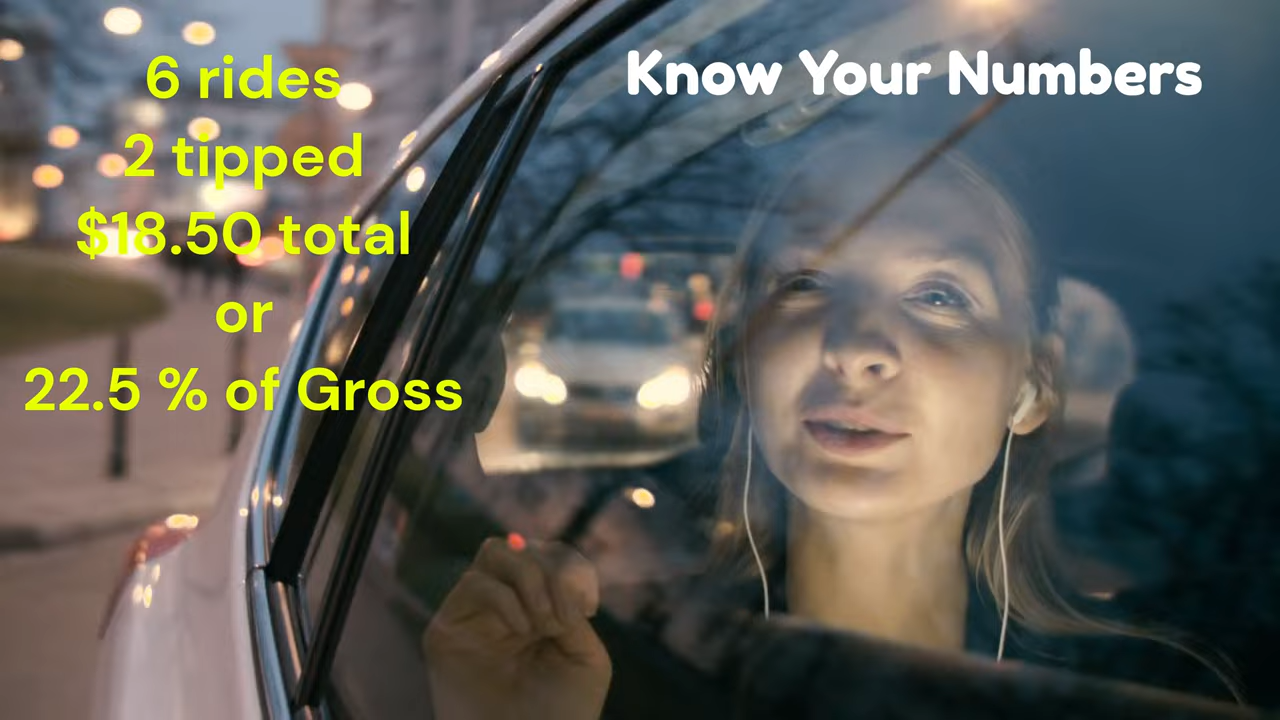 Know Your Numbers
6 rides
2 tipped
$18.50 total
or
22.5 % of Gross